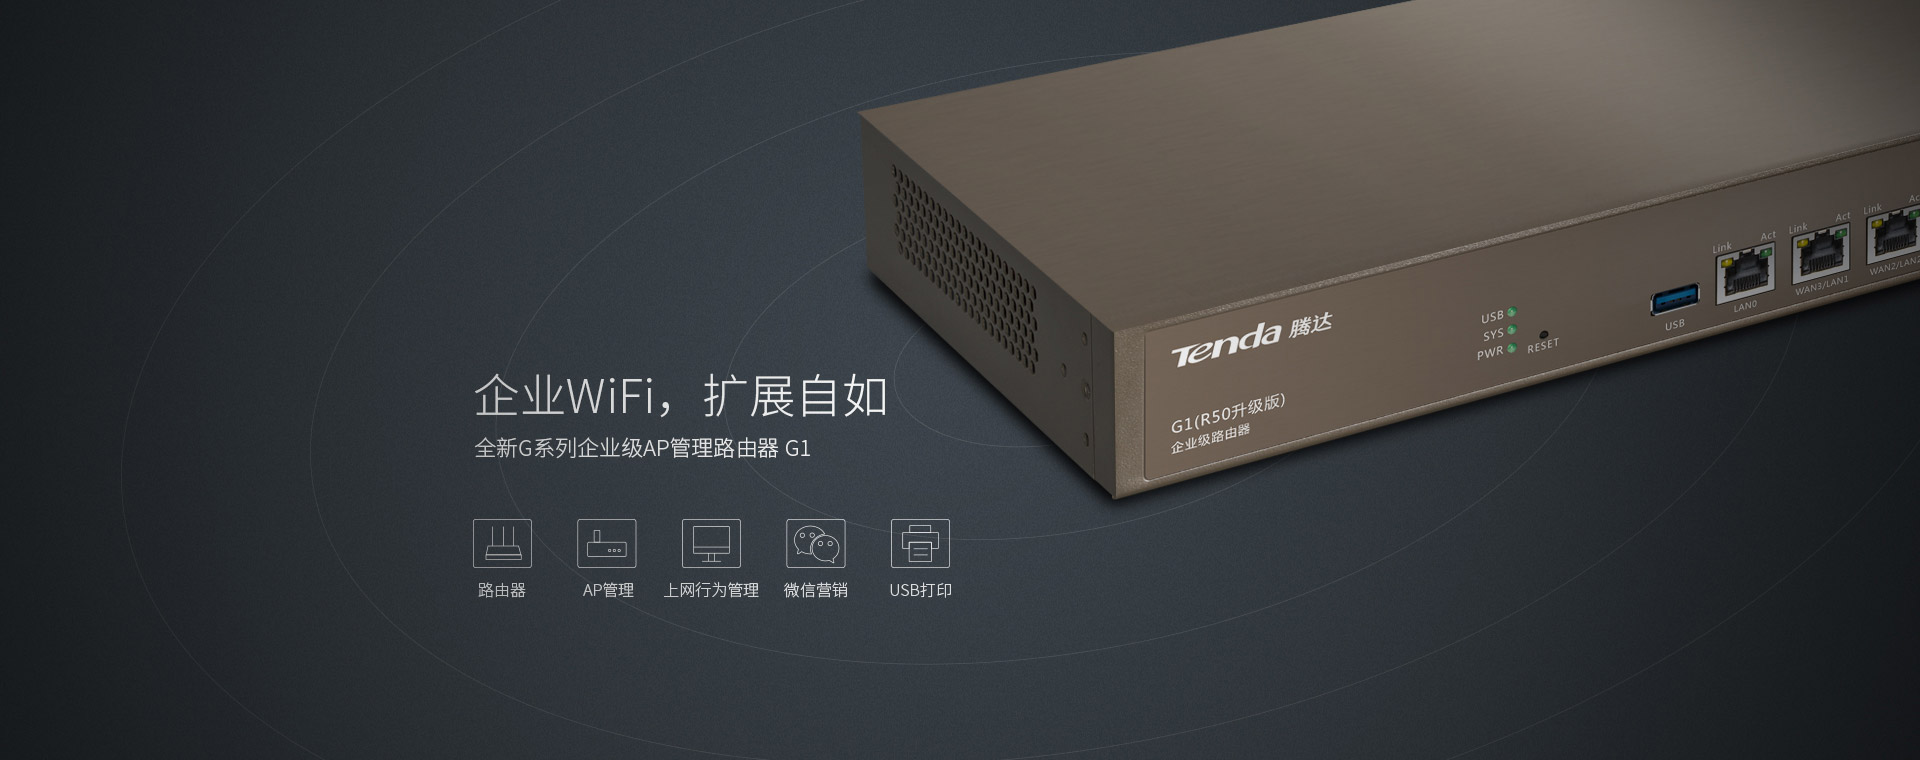 企业WiFi，扩展自如
全新G系列企业级AP管理路由器 G1
路由器
AP管理
上网行为管理
微信营销
USB打印
Tenda 腾达
G1(R50升级版)
企业级路由器
USB
SYS
PWR
RESET
USB
Link Act
LAN0
Link Act
WAN3/LAN1
Link
WAN2/LAN2